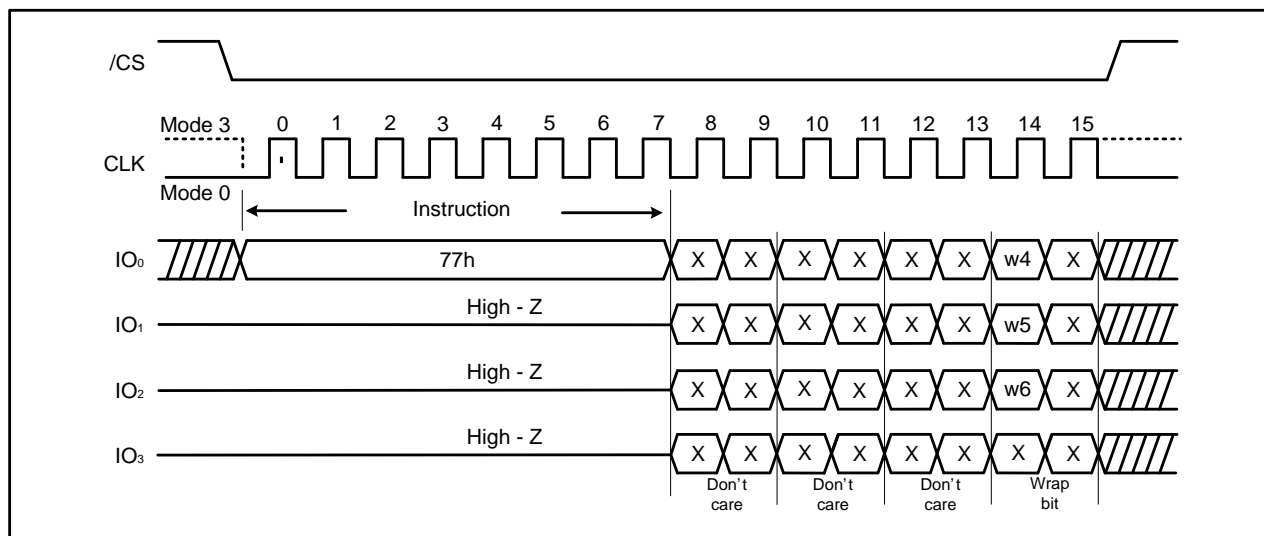 /CS
Mode 3 0 1 2 3 4 5 6 7 8 9 10 11 12 13 14 15
CLK
Mode 0
Instruction
IO₀ 77h X X X X X X w4 X
High - Z
IO₁ X X X X X X w5 X
High - Z
IO₂ X X X X X X w6 X
High - Z
IO₃ X X X X X X X X
Don't Don't Don't Wrap
care care care bit